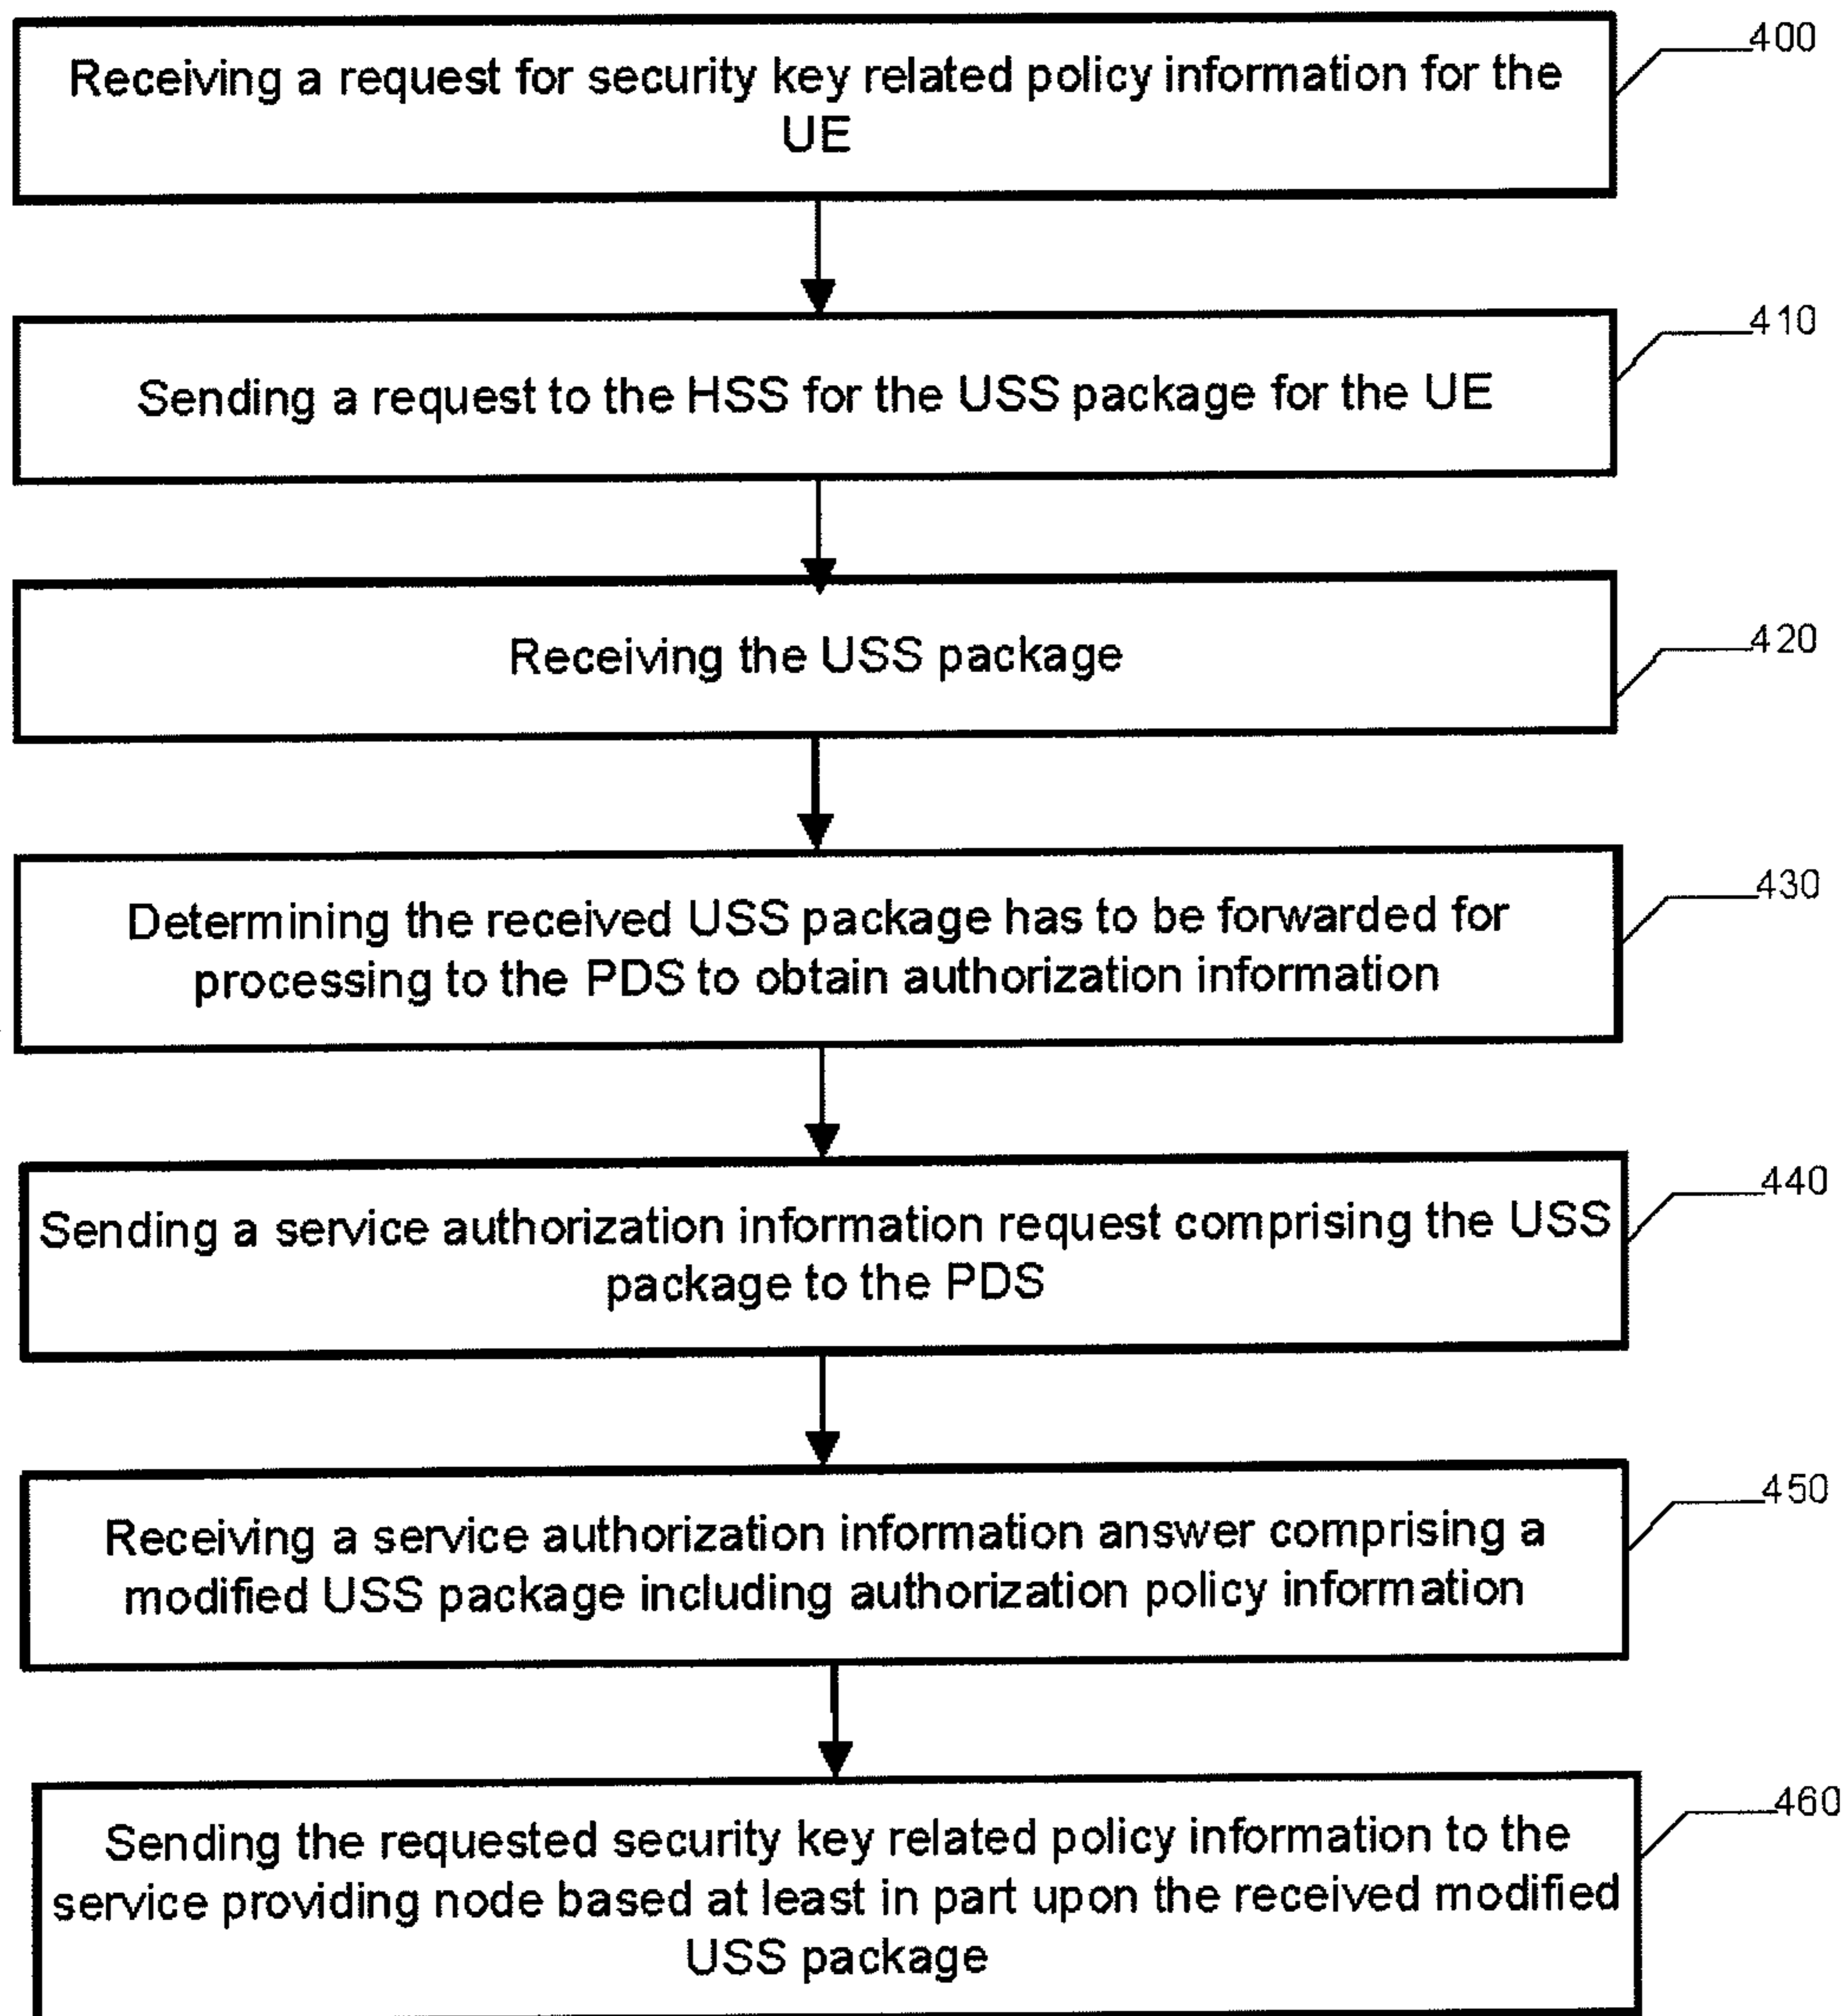 400
Receiving a request for security key related policy information for the
UE
410
Sending a request to the HSS for the USS package for the UE
420
Receiving the USS package
430
Determining the received USS package has to be forwarded for
processing to the PDS to obtain authorization information
440
Sending a service authorization information request comprising the USS
package to the PDS
450
Receiving a service authorization information answer comprising a
modified USS package including authorization policy information
460
Sending the requested security key related policy information to the
service providing node based at least in part upon the received modified
USS package